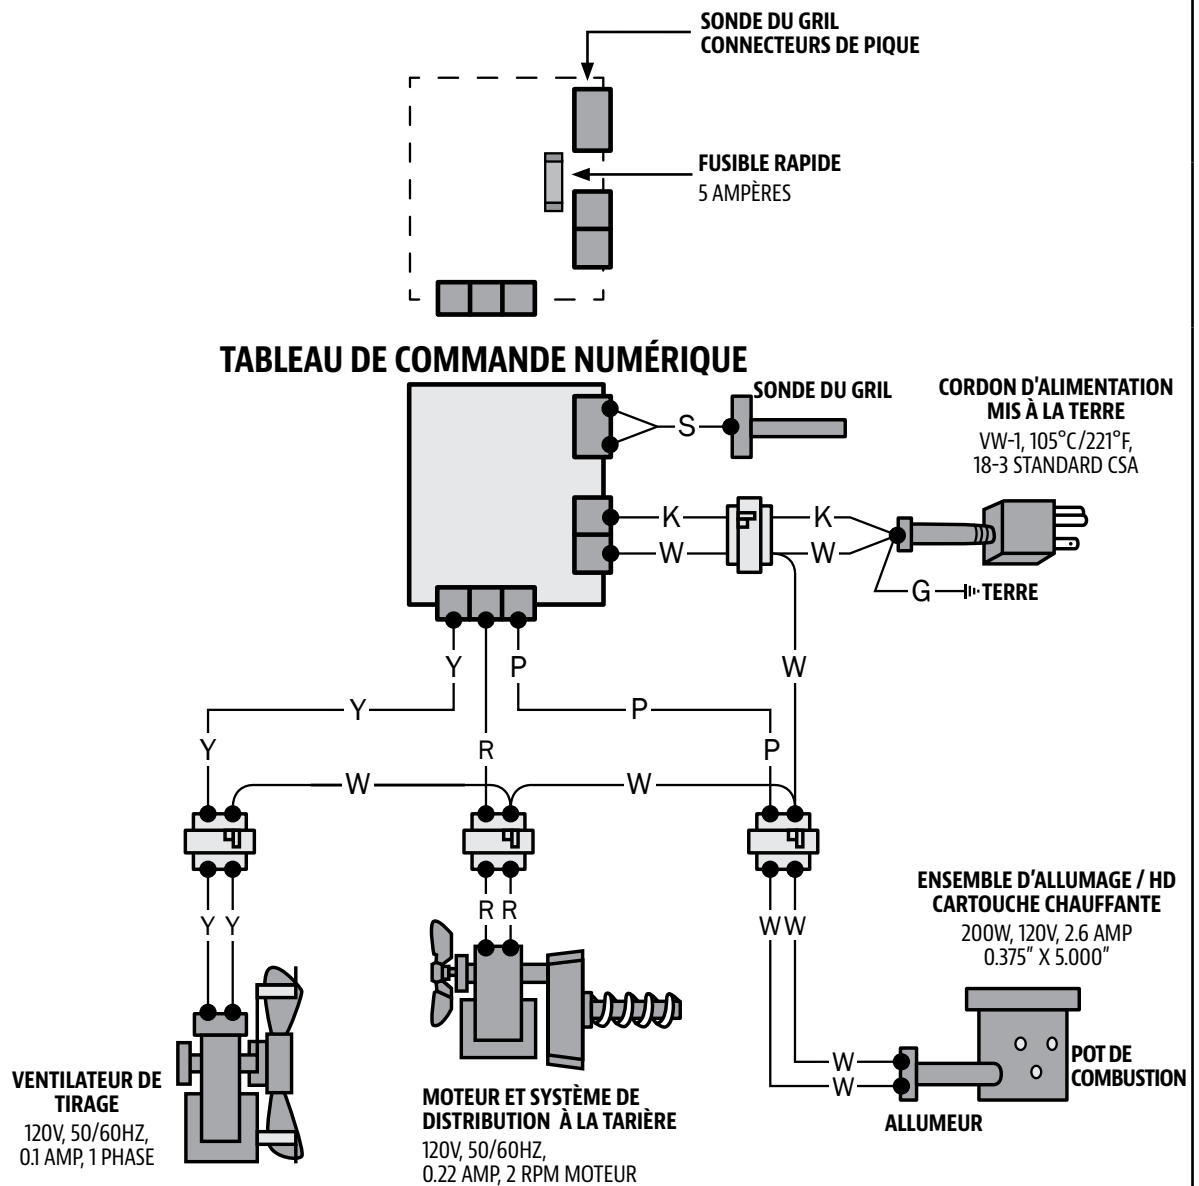 SONDE DU GRIL
CONNECTEURS DE PIQUE
FUSIBLE RAPIDE
5 AMPÈRES
TABLEAU DE COMMANDE NUMÉRIQUE
SONDE DU GRIL
CORDON D'ALIMENTATION
MIS À LA TERRE
VW-1, 105°C/221°F,
18-3 STANDARD CSA
S
K
K
W
W
G
TERRE
Y
P
W
Y
P
Y
R
P
W
W
Y Y
R R
W W
ENSEMBLE D'ALLUMAGE / HD
CARTOUCHE CHAUFFANTE
200W, 120V, 2.6 AMP
0.375" X 5.000"
W
W
POT DE
COMBUSTION
ALLUMEUR
VENTILATEUR DE
TIRAGE
120V, 50/60HZ,
0.1 AMP, 1 PHASE
MOTEUR ET SYSTÈME DE
DISTRIBUTION À LA TARIÈRE
120V, 50/60HZ,
0.22 AMP, 2 RPM MOTEUR